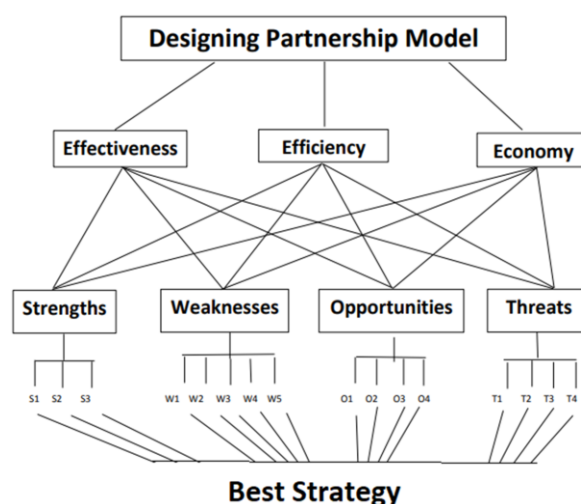 Designing Partnership Model
Effectiveness Efficiency Economy
Strengths Weaknesses Opportunities Threats
S1 S2 S3 W1 W2 W3 W4 W5 O1 O2 O3 O4 T1 T2 T3 T4
Best Strategy